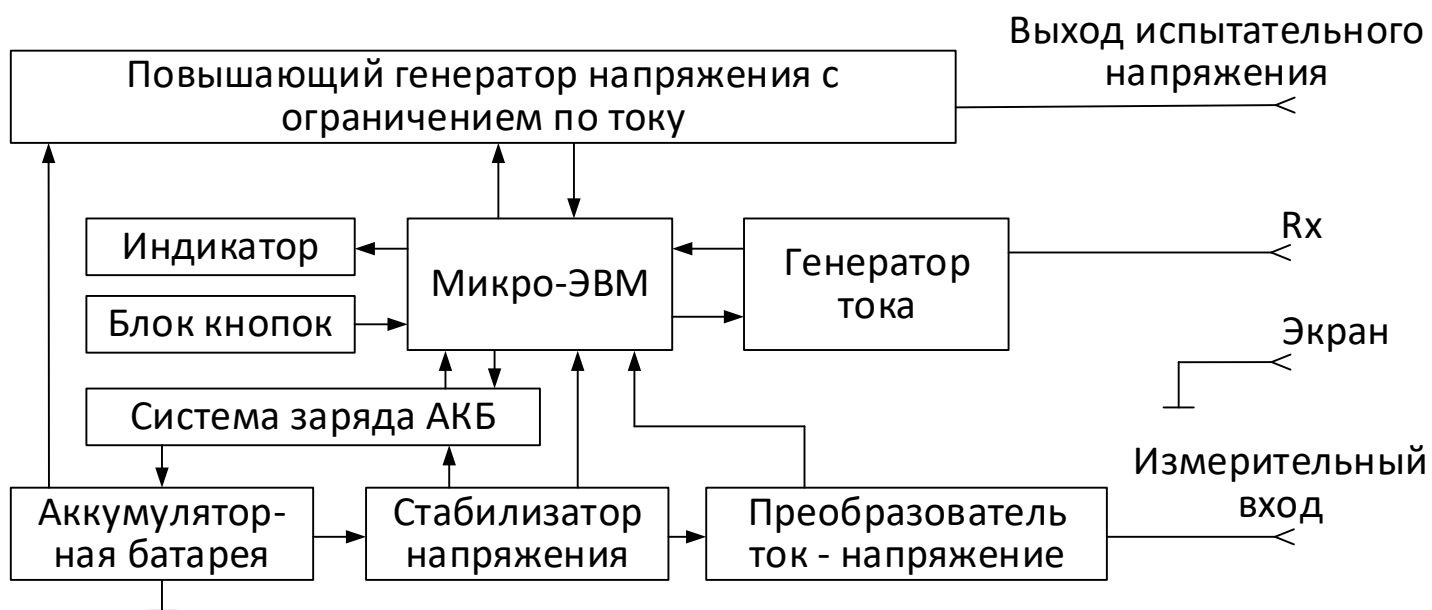 Выход испытательного
напряжения
Повышающий генератор напряжения с
ограничением по току
Rx
Индикатор
Микро-ЭВМ
Генератор
тока
Блок кнопок
Экран
Система заряда АКБ
Измерительный
вход
Аккумулятор-
ная батарея
Стабилизатор
напряжения
Преобразователь
ток - напряжение